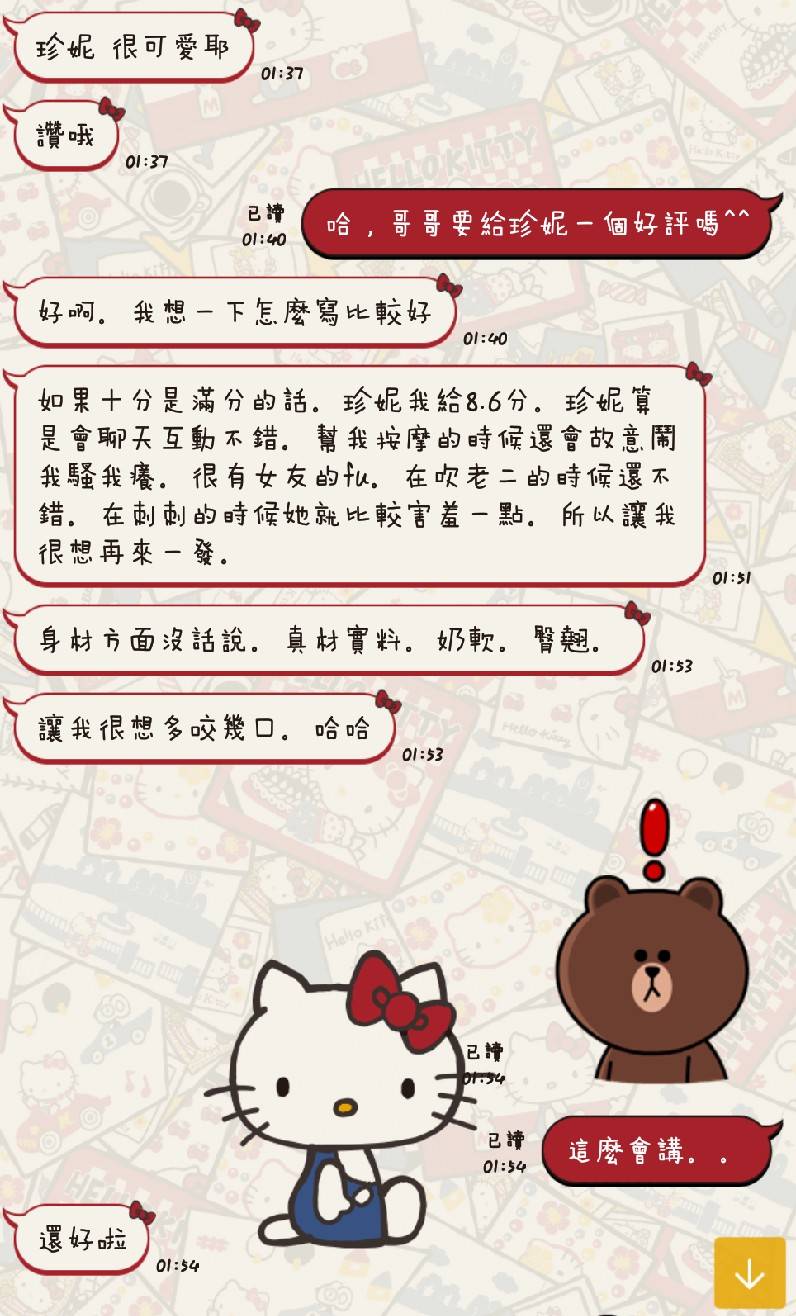 珍妮 很可愛耶
01:37
讚哦
01:37
已讀
01:40
哈，哥哥要給珍妮一個好評嗎^^
好啊。我想一下怎麼寫比較好
01:40
如果十分是滿分的話。珍妮我給8.6分。珍妮算
是會聊天互動不錯。幫我按摩的時候還會故意鬧
我騷我癢。很有女友的fu。在吹老二的時候還不
錯。在刺刺的時候她就比較害羞一點。所以讓我
很想再來一發。
01:51
身材方面沒話說。真材實料。奶軟。臀翹。
01:53
讓我很想多咬幾口。哈哈
01:53
已讀
01:54
已讀
01:54
這麼會講。。
還好啦
01:54
HELLO KITTY
Hello Kitty